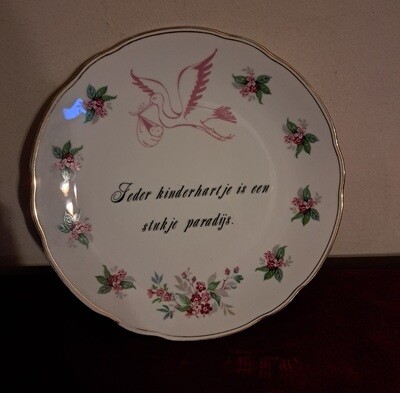 Ieder kinderhartje is een
stukje paradijs.